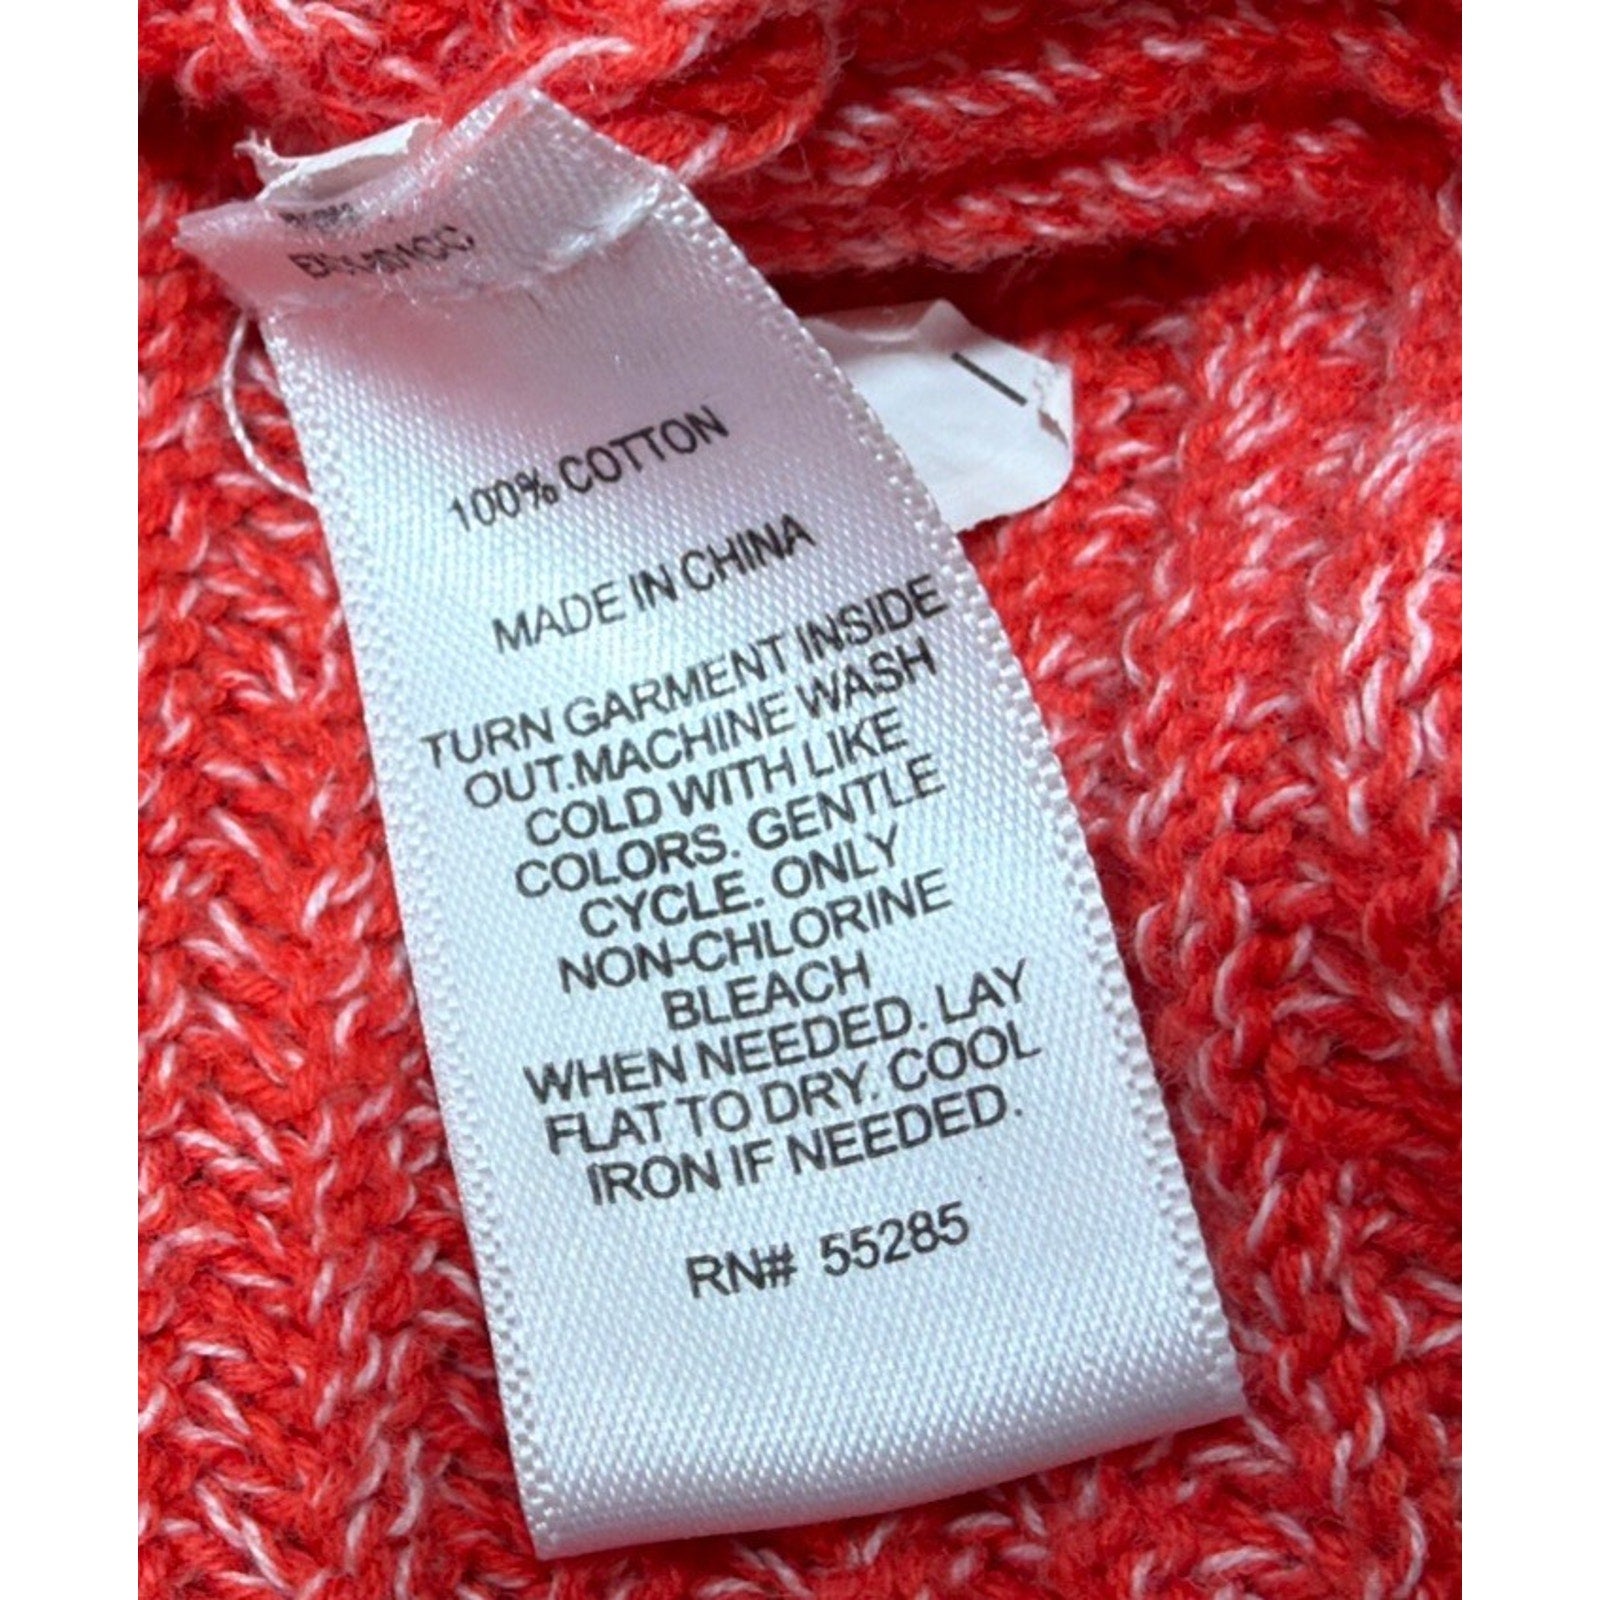 100% COTTON
MADE IN CHINA
TURN GARMENT INSIDE
OUT.MACHINE WASH
COLD WITH LIKE
COLORS. GENTLE
CYCLE. ONLY
NON-CHLORINE
BLEACH
WHEN NEEDED. LAY
FLAT TO DRY. COOL
IRON IF NEEDED.
RN# 55285